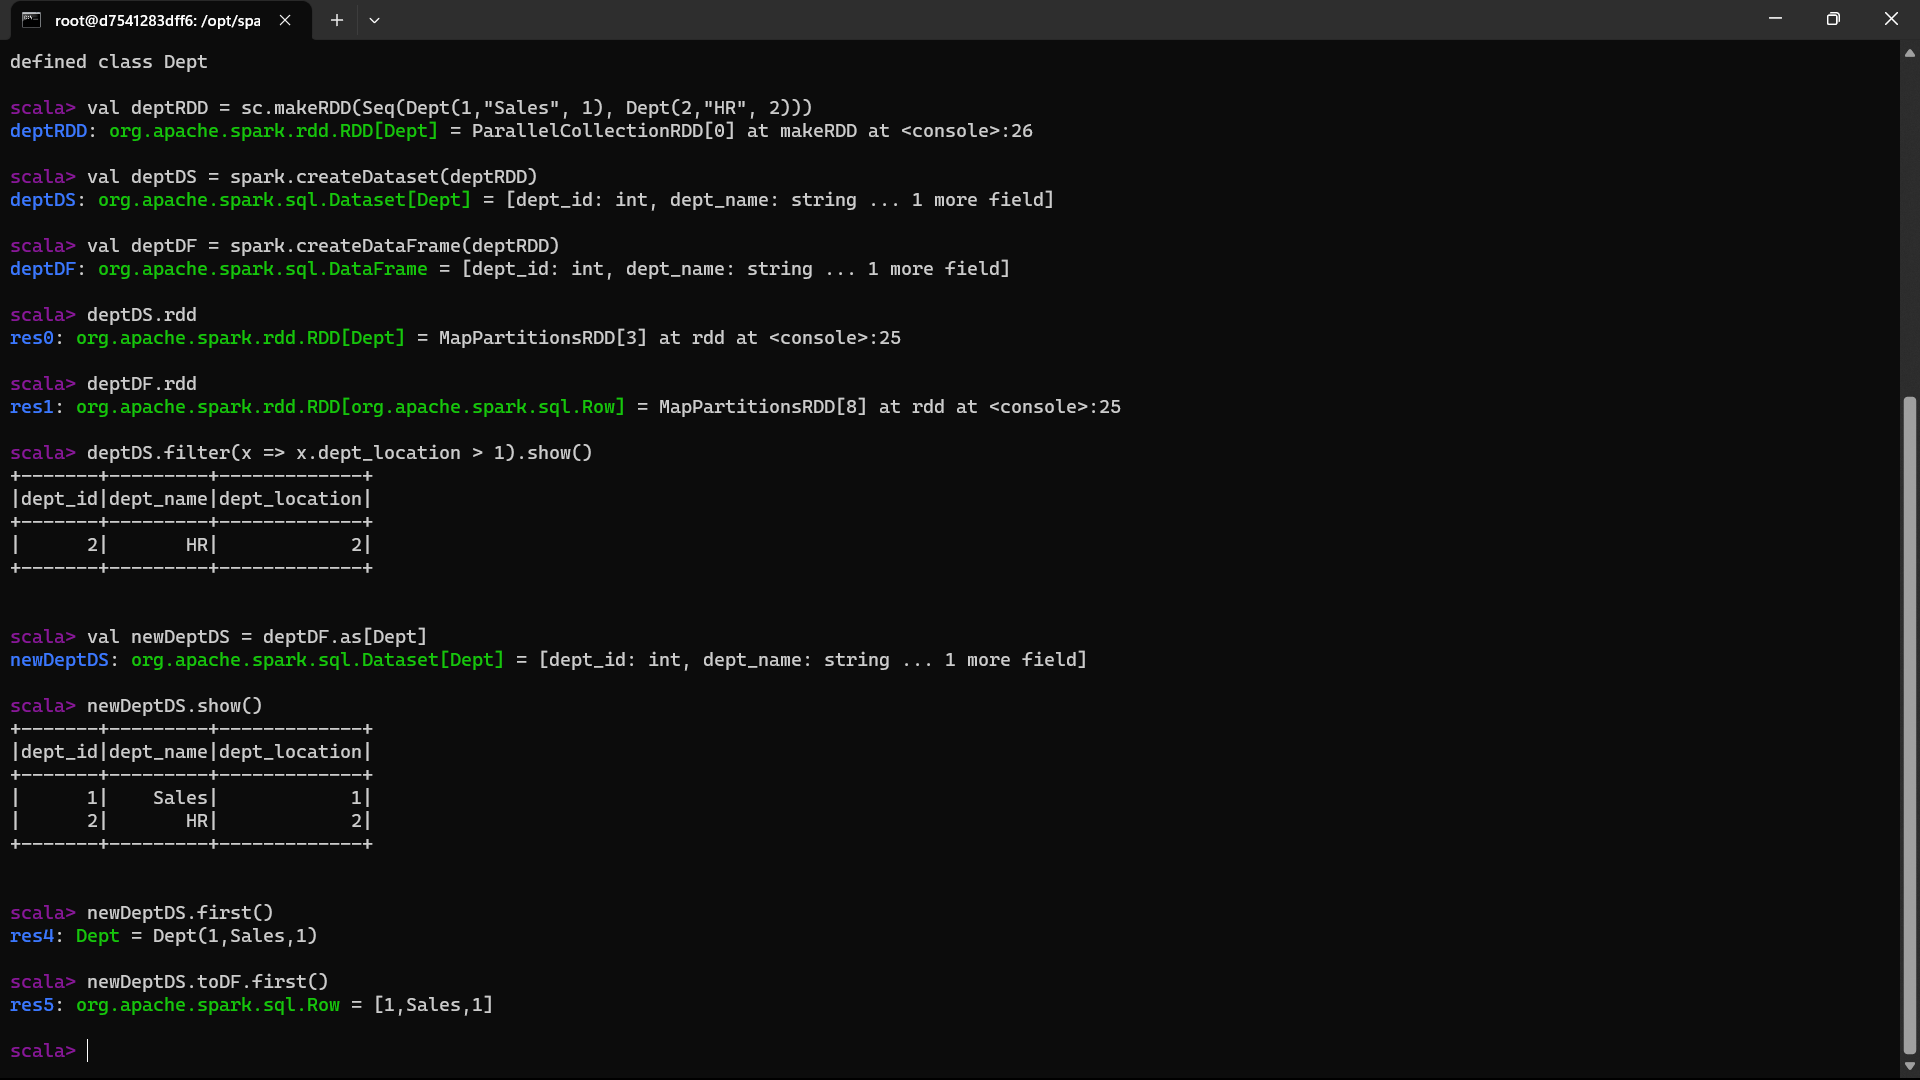 root@d7541283dff6: /opt/spa
defined class Dept
scala> val deptRDD = sc.makeRDD(Seq(Dept(1,"Sales", 1), Dept(2,"HR", 2)))
deptRDD: org.apache.spark.rdd.RDD[Dept] = ParallelCollectionRDD[0] at makeRDD at <console>:26
scala> val deptDS = spark.createDataset(deptRDD)
deptDS: org.apache.spark.sql.Dataset[Dept] = [dept_id: int, dept_name: string ... 1 more field]
scala> val deptDF = spark.createDataFrame(deptRDD)
deptDF: org.apache.spark.sql.DataFrame = [dept_id: int, dept_name: string ... 1 more field]
scala> deptDS.rdd
res0: org.apache.spark.rdd.RDD[Dept] = MapPartitionsRDD[3] at rdd at <console>:25
scala> deptDF.rdd
res1: org.apache.spark.rdd.RDD[org.apache.spark.sql.Row] = MapPartitionsRDD[8] at rdd at <console>:25
scala> deptDS.filter(x => x.dept_location > 1).show()
+-------+---------+-------------+
|dept_id|dept_name|dept_location|
+-------+---------+-------------+
|      2|       HR|            2|
+-------+---------+-------------+
scala> val newDeptDS = deptDF.as[Dept]
newDeptDS: org.apache.spark.sql.Dataset[Dept] = [dept_id: int, dept_name: string ... 1 more field]
scala> newDeptDS.show()
+-------+---------+-------------+
|dept_id|dept_name|dept_location|
+-------+---------+-------------+
|      1|    Sales|            1|
|      2|       HR|            2|
+-------+---------+-------------+
scala> newDeptDS.first()
res4: Dept = Dept(1,Sales,1)
scala> newDeptDS.toDF.first()
res5: org.apache.spark.sql.Row = [1,Sales,1]
scala>